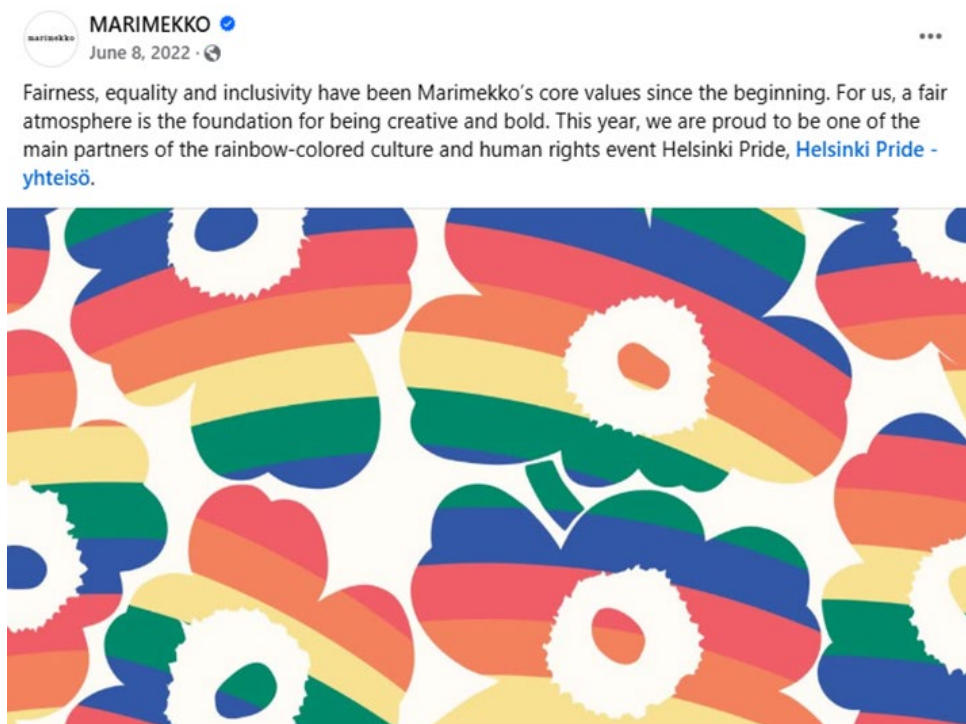 marimekko
MARIMEKKO
June 8, 2022 ·
Fairness, equality and inclusivity have been Marimekko's core values since the beginning. For us, a fair
atmosphere is the foundation for being creative and bold. This year, we are proud to be one of the
main partners of the rainbow-colored culture and human rights event Helsinki Pride, Helsinki Pride -
yhteisö.